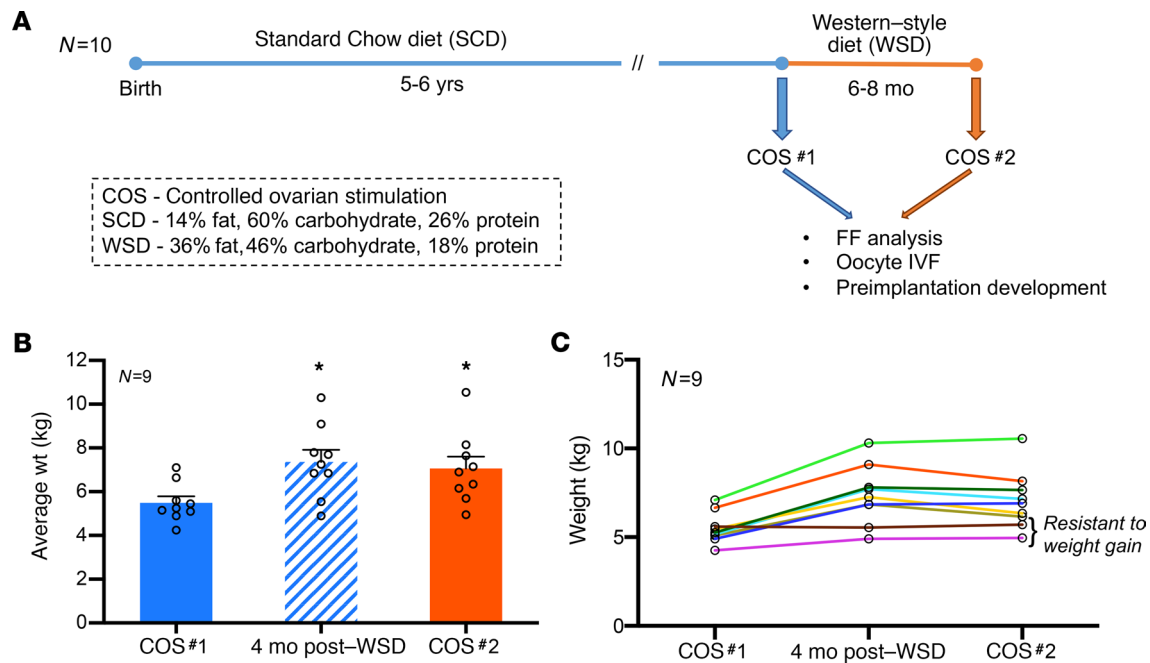 A
N=10
Standard Chow diet (SCD)
Western–style
diet (WSD)
//
Birth
5-6 yrs
6-8 mo
COS #1
COS #2
COS - Controlled ovarian stimulation
SCD - 14% fat, 60% carbohydrate, 26% protein
WSD - 36% fat, 46% carbohydrate, 18% protein
• FF analysis
• Oocyte IVF
• Preimplantation development
B
Average wt (kg)
12
10
8
6
4
2
0
N=9
*
*
COS #1
4 mo post–WSD
COS #2
C
Weight (kg)
15
10
5
0
N=9
Resistant to
weight gain
COS #1
4 mo post–WSD
COS #2